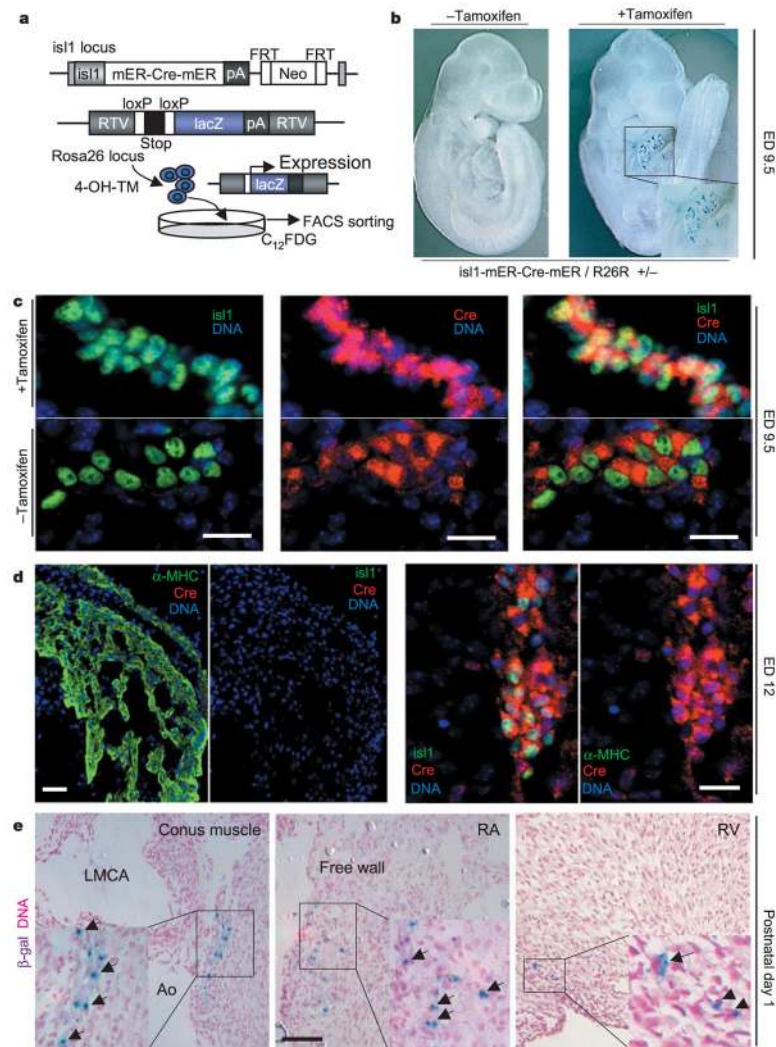 a
isl1 locus
FRT FRT
isl1 mER-Cre-mER pA Neo
loxP loxP
RTV lacZ pA RTV
Stop
Rosa26 locus
Expression
4-OH-TM
lacZ
FACS sorting
C12FDG
b
–Tamoxifen +Tamoxifen
ED 9.5
isl1-mER-Cre-mER / R26R +/–
c
+Tamoxifen
isl1
DNA
Cre
DNA
isl1
Cre
DNA
–Tamoxifen
ED 9.5
d
α-MHC
Cre
DNA
isl1
Cre
DNA
isl1
Cre
DNA
α-MHC
Cre
DNA
ED 12
e
β-gal DNA
Conus muscle
LMCA
Ao
RA
Free wall
RV
Postnatal day 1